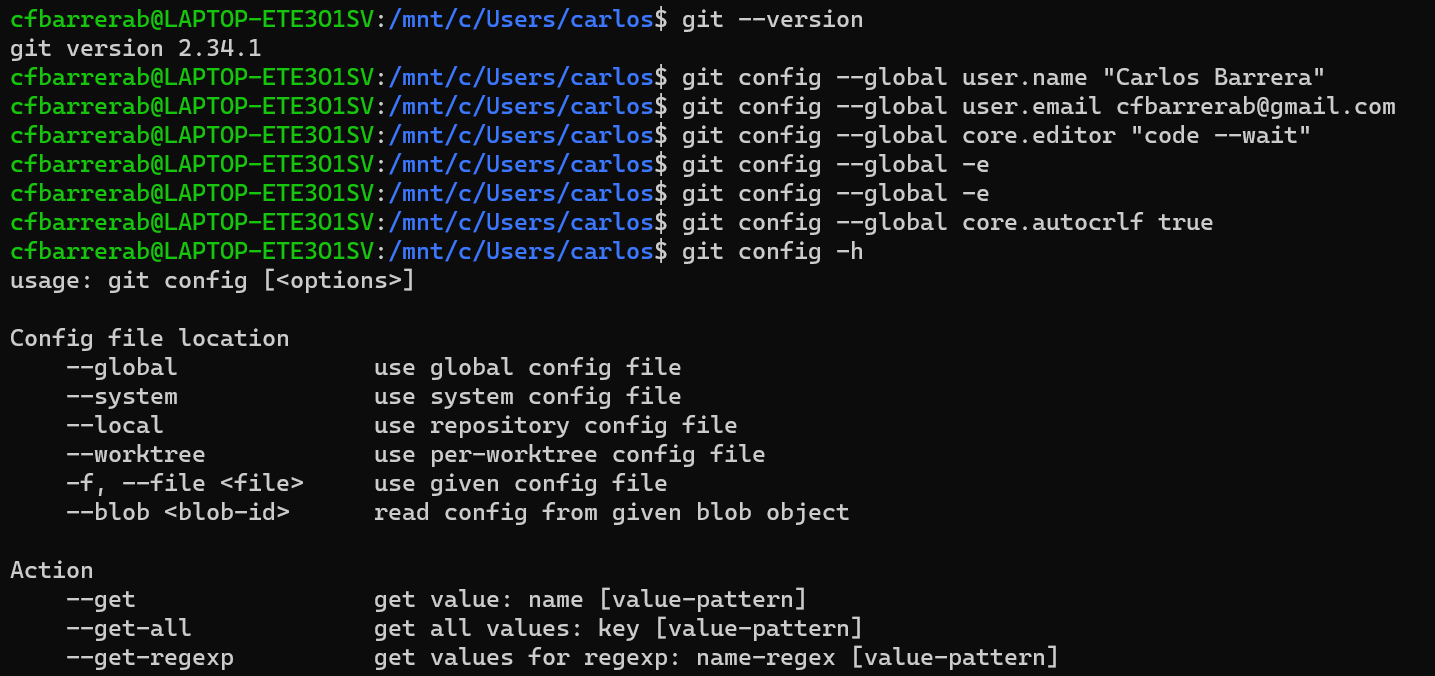 cfbarrerab@LAPTOP-ETE3O1SV:/mnt/c/Users/carlos$ git --version
git version 2.34.1
cfbarrerab@LAPTOP-ETE3O1SV:/mnt/c/Users/carlos$ git config --global user.name "Carlos Barrera"
cfbarrerab@LAPTOP-ETE3O1SV:/mnt/c/Users/carlos$ git config --global user.email cfbarrerab@gmail.com
cfbarrerab@LAPTOP-ETE3O1SV:/mnt/c/Users/carlos$ git config --global core.editor "code --wait"
cfbarrerab@LAPTOP-ETE3O1SV:/mnt/c/Users/carlos$ git config --global -e
cfbarrerab@LAPTOP-ETE3O1SV:/mnt/c/Users/carlos$ git config --global -e
cfbarrerab@LAPTOP-ETE3O1SV:/mnt/c/Users/carlos$ git config --global core.autocrlf true
cfbarrerab@LAPTOP-ETE3O1SV:/mnt/c/Users/carlos$ git config -h
usage: git config [<options>]

Config file location
    --global              use global config file
    --system              use system config file
    --local               use repository config file
    --worktree            use per-worktree config file
    -f, --file <file>     use given config file
    --blob <blob-id>      read config from given blob object

Action
    --get                 get value: name [value-pattern]
    --get-all             get all values: key [value-pattern]
    --get-regexp          get values for regexp: name-regex [value-pattern]